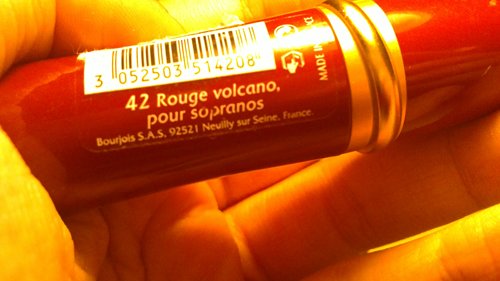 3 052503 514208
42 Rouge volcano,
pour sopranos
Bourjois S.A.S. 92521 Neuilly sur Seine, France.
MADE IN